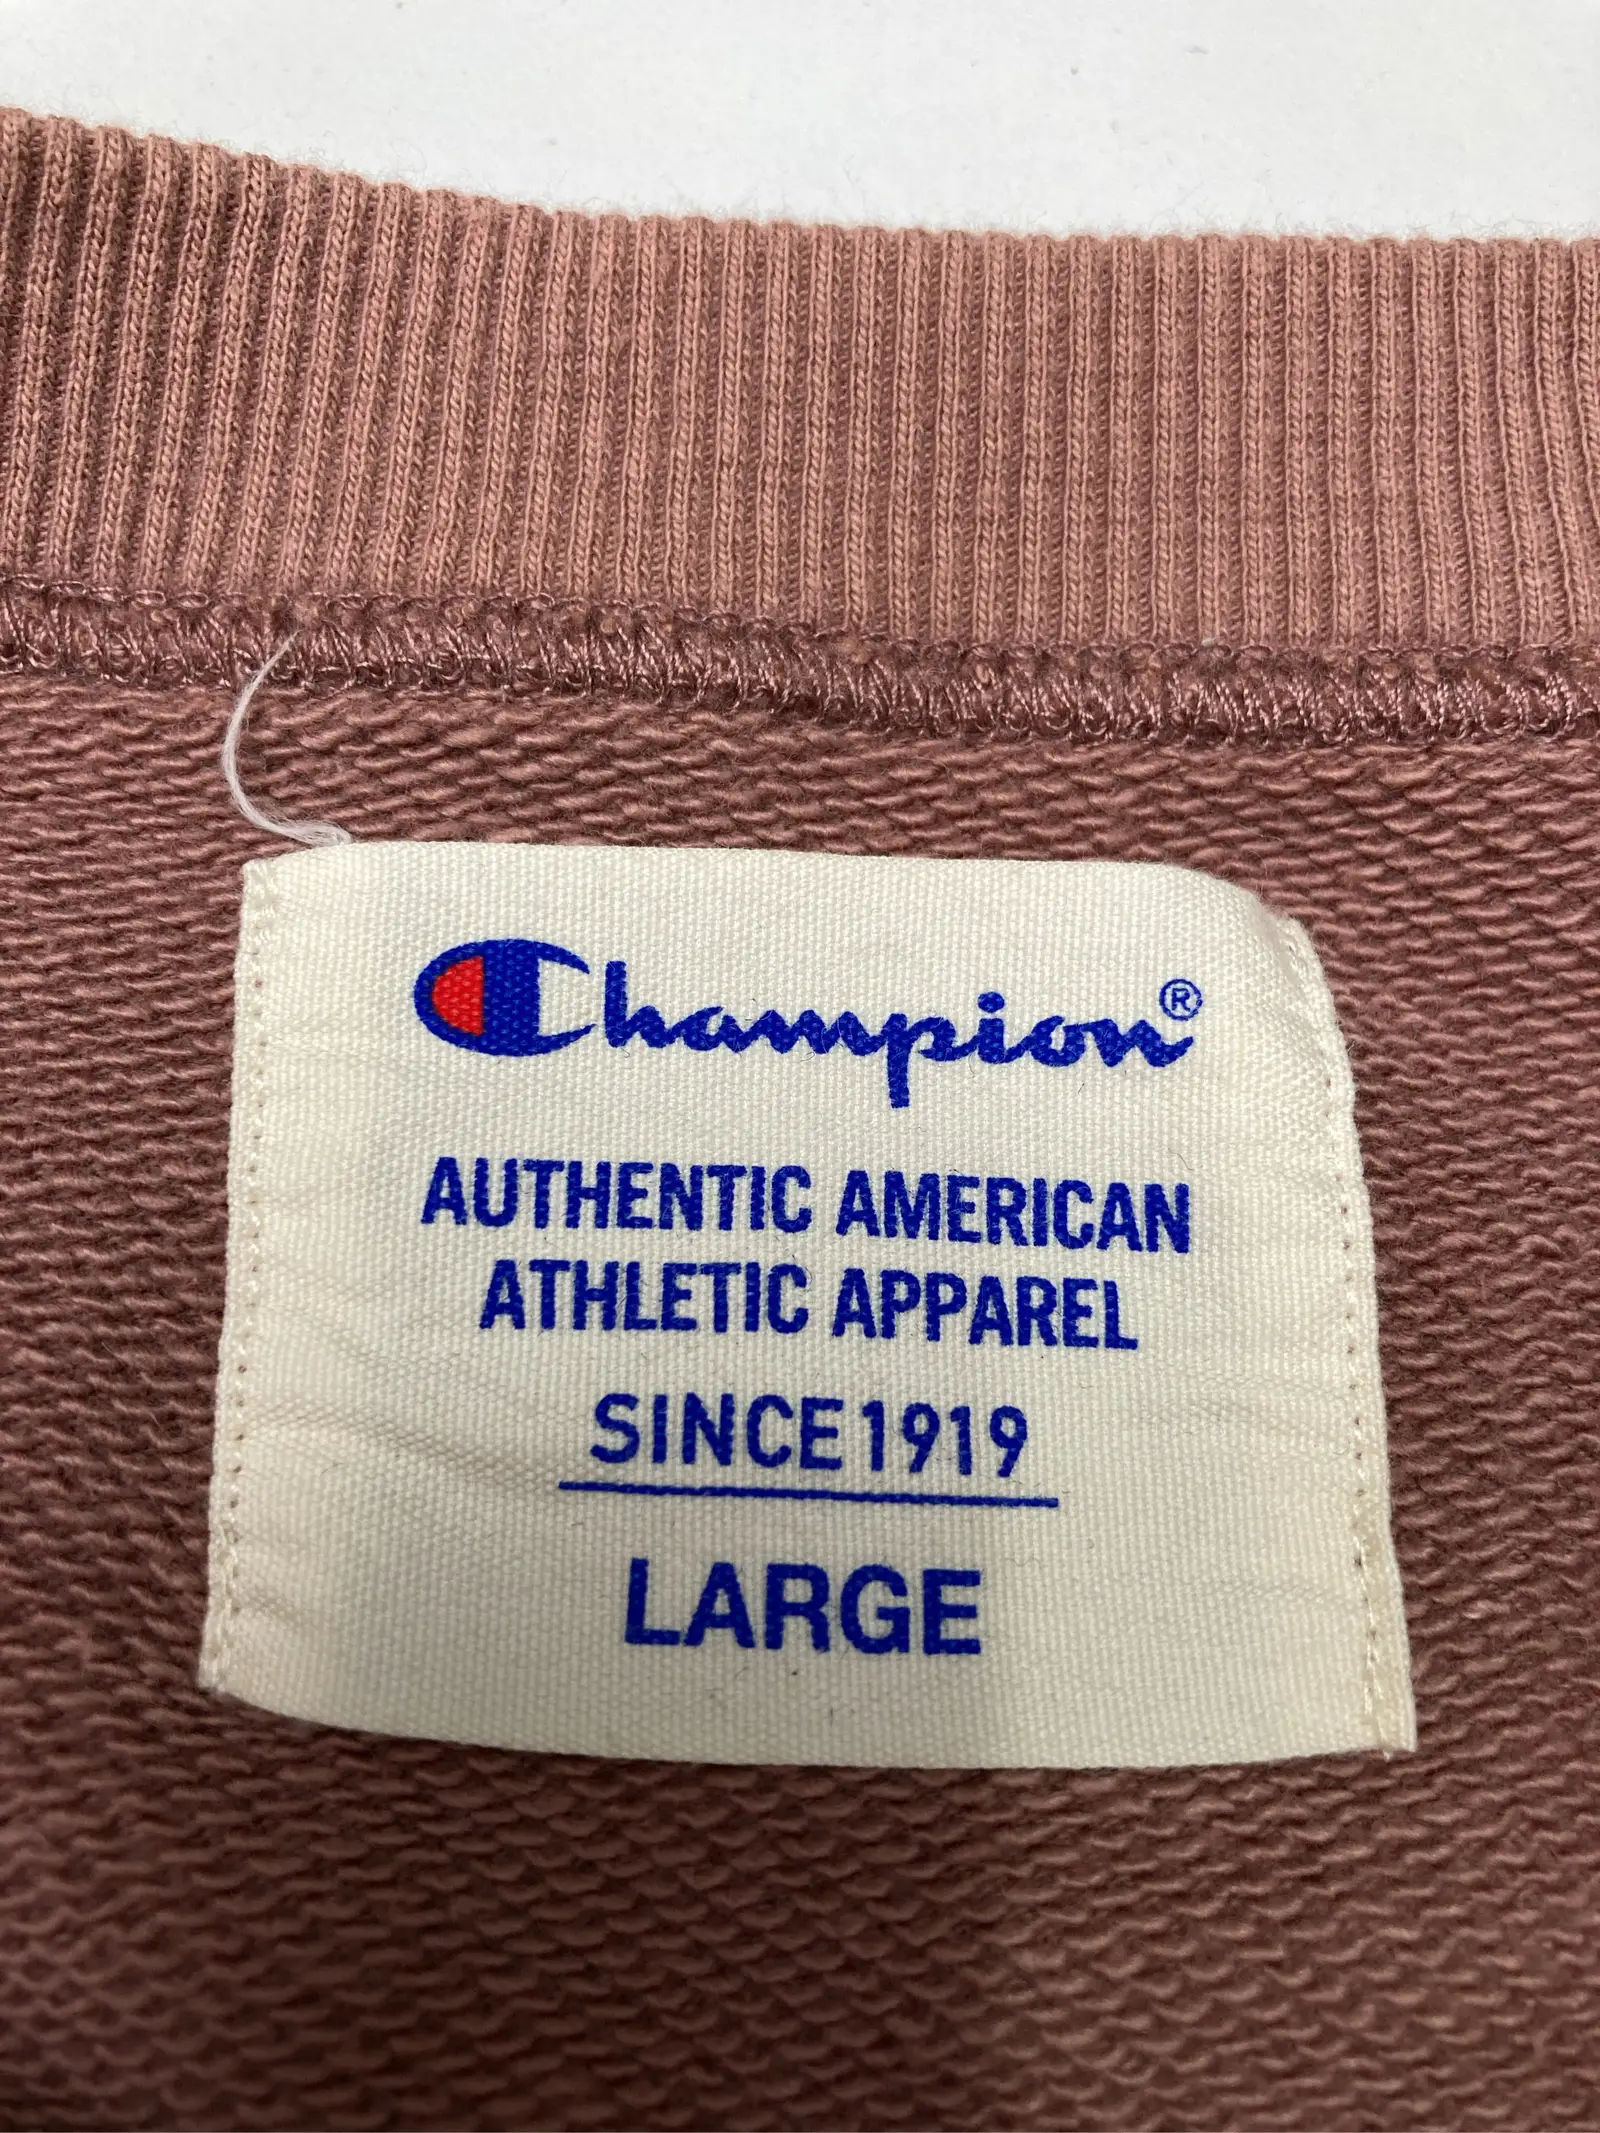 Champion®
AUTHENTIC AMERICAN
ATHLETIC APPAREL
SINCE 1919
LARGE